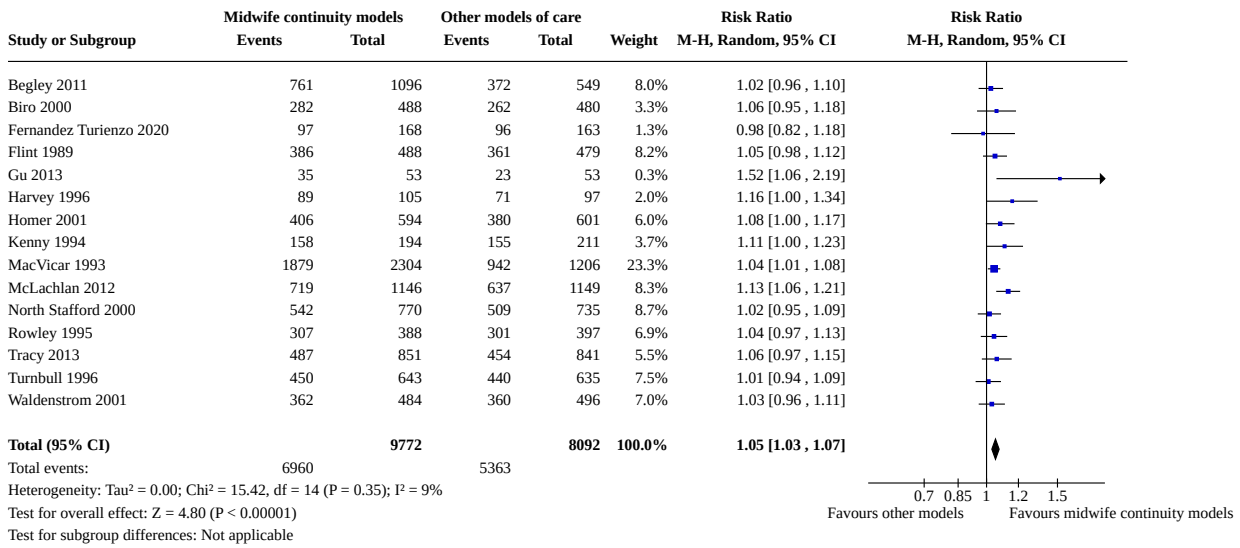 Midwife continuity models Other models of care Risk Ratio Risk Ratio
Study or Subgroup Events Total Events Total Weight M-H, Random, 95% CI M-H, Random, 95% CI
Begley 2011 761 1096 372 549 8.0% 1.02 [0.96 , 1.10]
Biro 2000 282 488 262 480 3.3% 1.06 [0.95 , 1.18]
Fernandez Turienzo 2020 97 168 96 163 1.3% 0.98 [0.82 , 1.18]
Flint 1989 386 488 361 479 8.2% 1.05 [0.98 , 1.12]
Gu 2013 35 53 23 53 0.3% 1.52 [1.06 , 2.19]
Harvey 1996 89 105 71 97 2.0% 1.16 [1.00 , 1.34]
Homer 2001 406 594 380 601 6.0% 1.08 [1.00 , 1.17]
Kenny 1994 158 194 155 211 3.7% 1.11 [1.00 , 1.23]
MacVicar 1993 1879 2304 942 1206 23.3% 1.04 [1.01 , 1.08]
McLachlan 2012 719 1146 637 1149 8.3% 1.13 [1.06 , 1.21]
North Stafford 2000 542 770 509 735 8.7% 1.02 [0.95 , 1.09]
Rowley 1995 307 388 301 397 6.9% 1.04 [0.97 , 1.13]
Tracy 2013 487 851 454 841 5.5% 1.06 [0.97 , 1.15]
Turnbull 1996 450 643 440 635 7.5% 1.01 [0.94 , 1.09]
Waldenstrom 2001 362 484 360 496 7.0% 1.03 [0.96 , 1.11]
Total (95% CI) 9772 8092 100.0% 1.05 [1.03 , 1.07]
Total events: 6960 5363
Heterogeneity: Tau² = 0.00; Chi² = 15.42, df = 14 (P = 0.35); I² = 9%
0.7 0.85 1 1.2 1.5
Test for overall effect: Z = 4.80 (P < 0.00001)
Favours other models Favours midwife continuity models
Test for subgroup differences: Not applicable